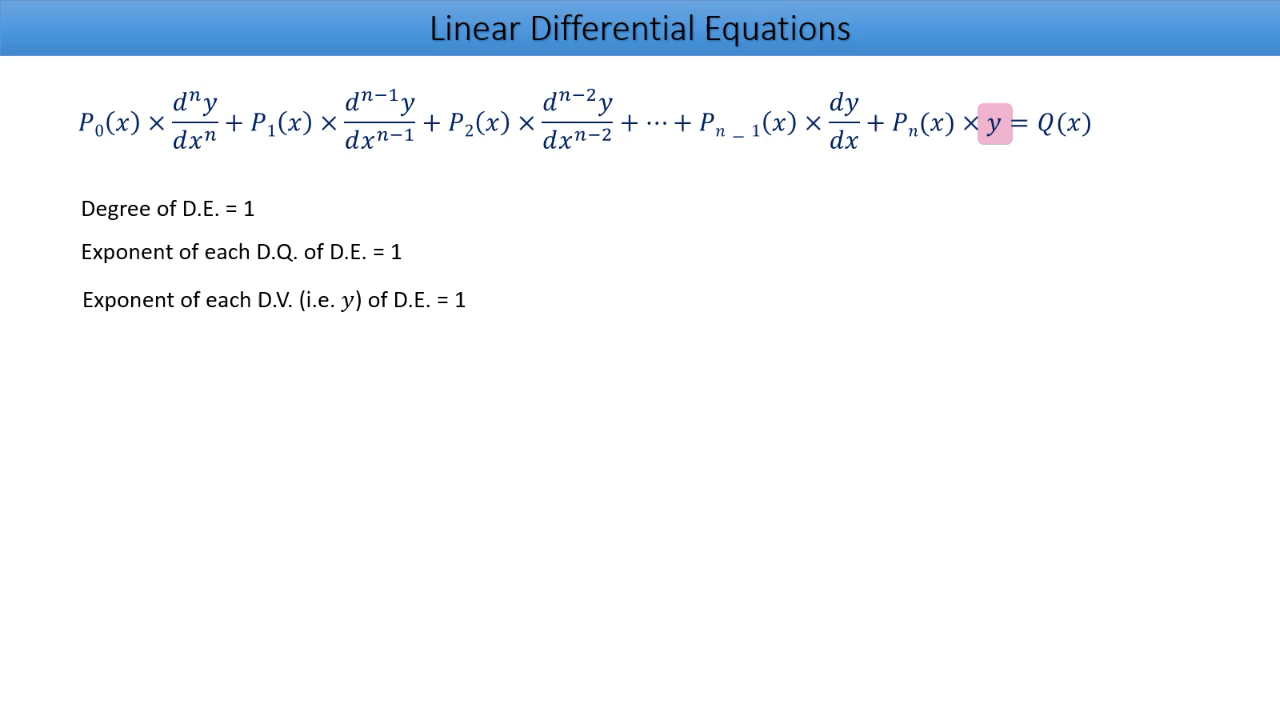 Linear Differential Equations
P₀(x) × dⁿy/dxⁿ + P₁(x) × dⁿ⁻¹y/dxⁿ⁻¹ + P₂(x) × dⁿ⁻²y/dxⁿ⁻² + ⋯ + Pₙ₋₁(x) × dy/dx + Pₙ(x) × y = Q(x)
Degree of D.E. = 1
Exponent of each D.Q. of D.E. = 1
Exponent of each D.V. (i.e. y) of D.E. = 1